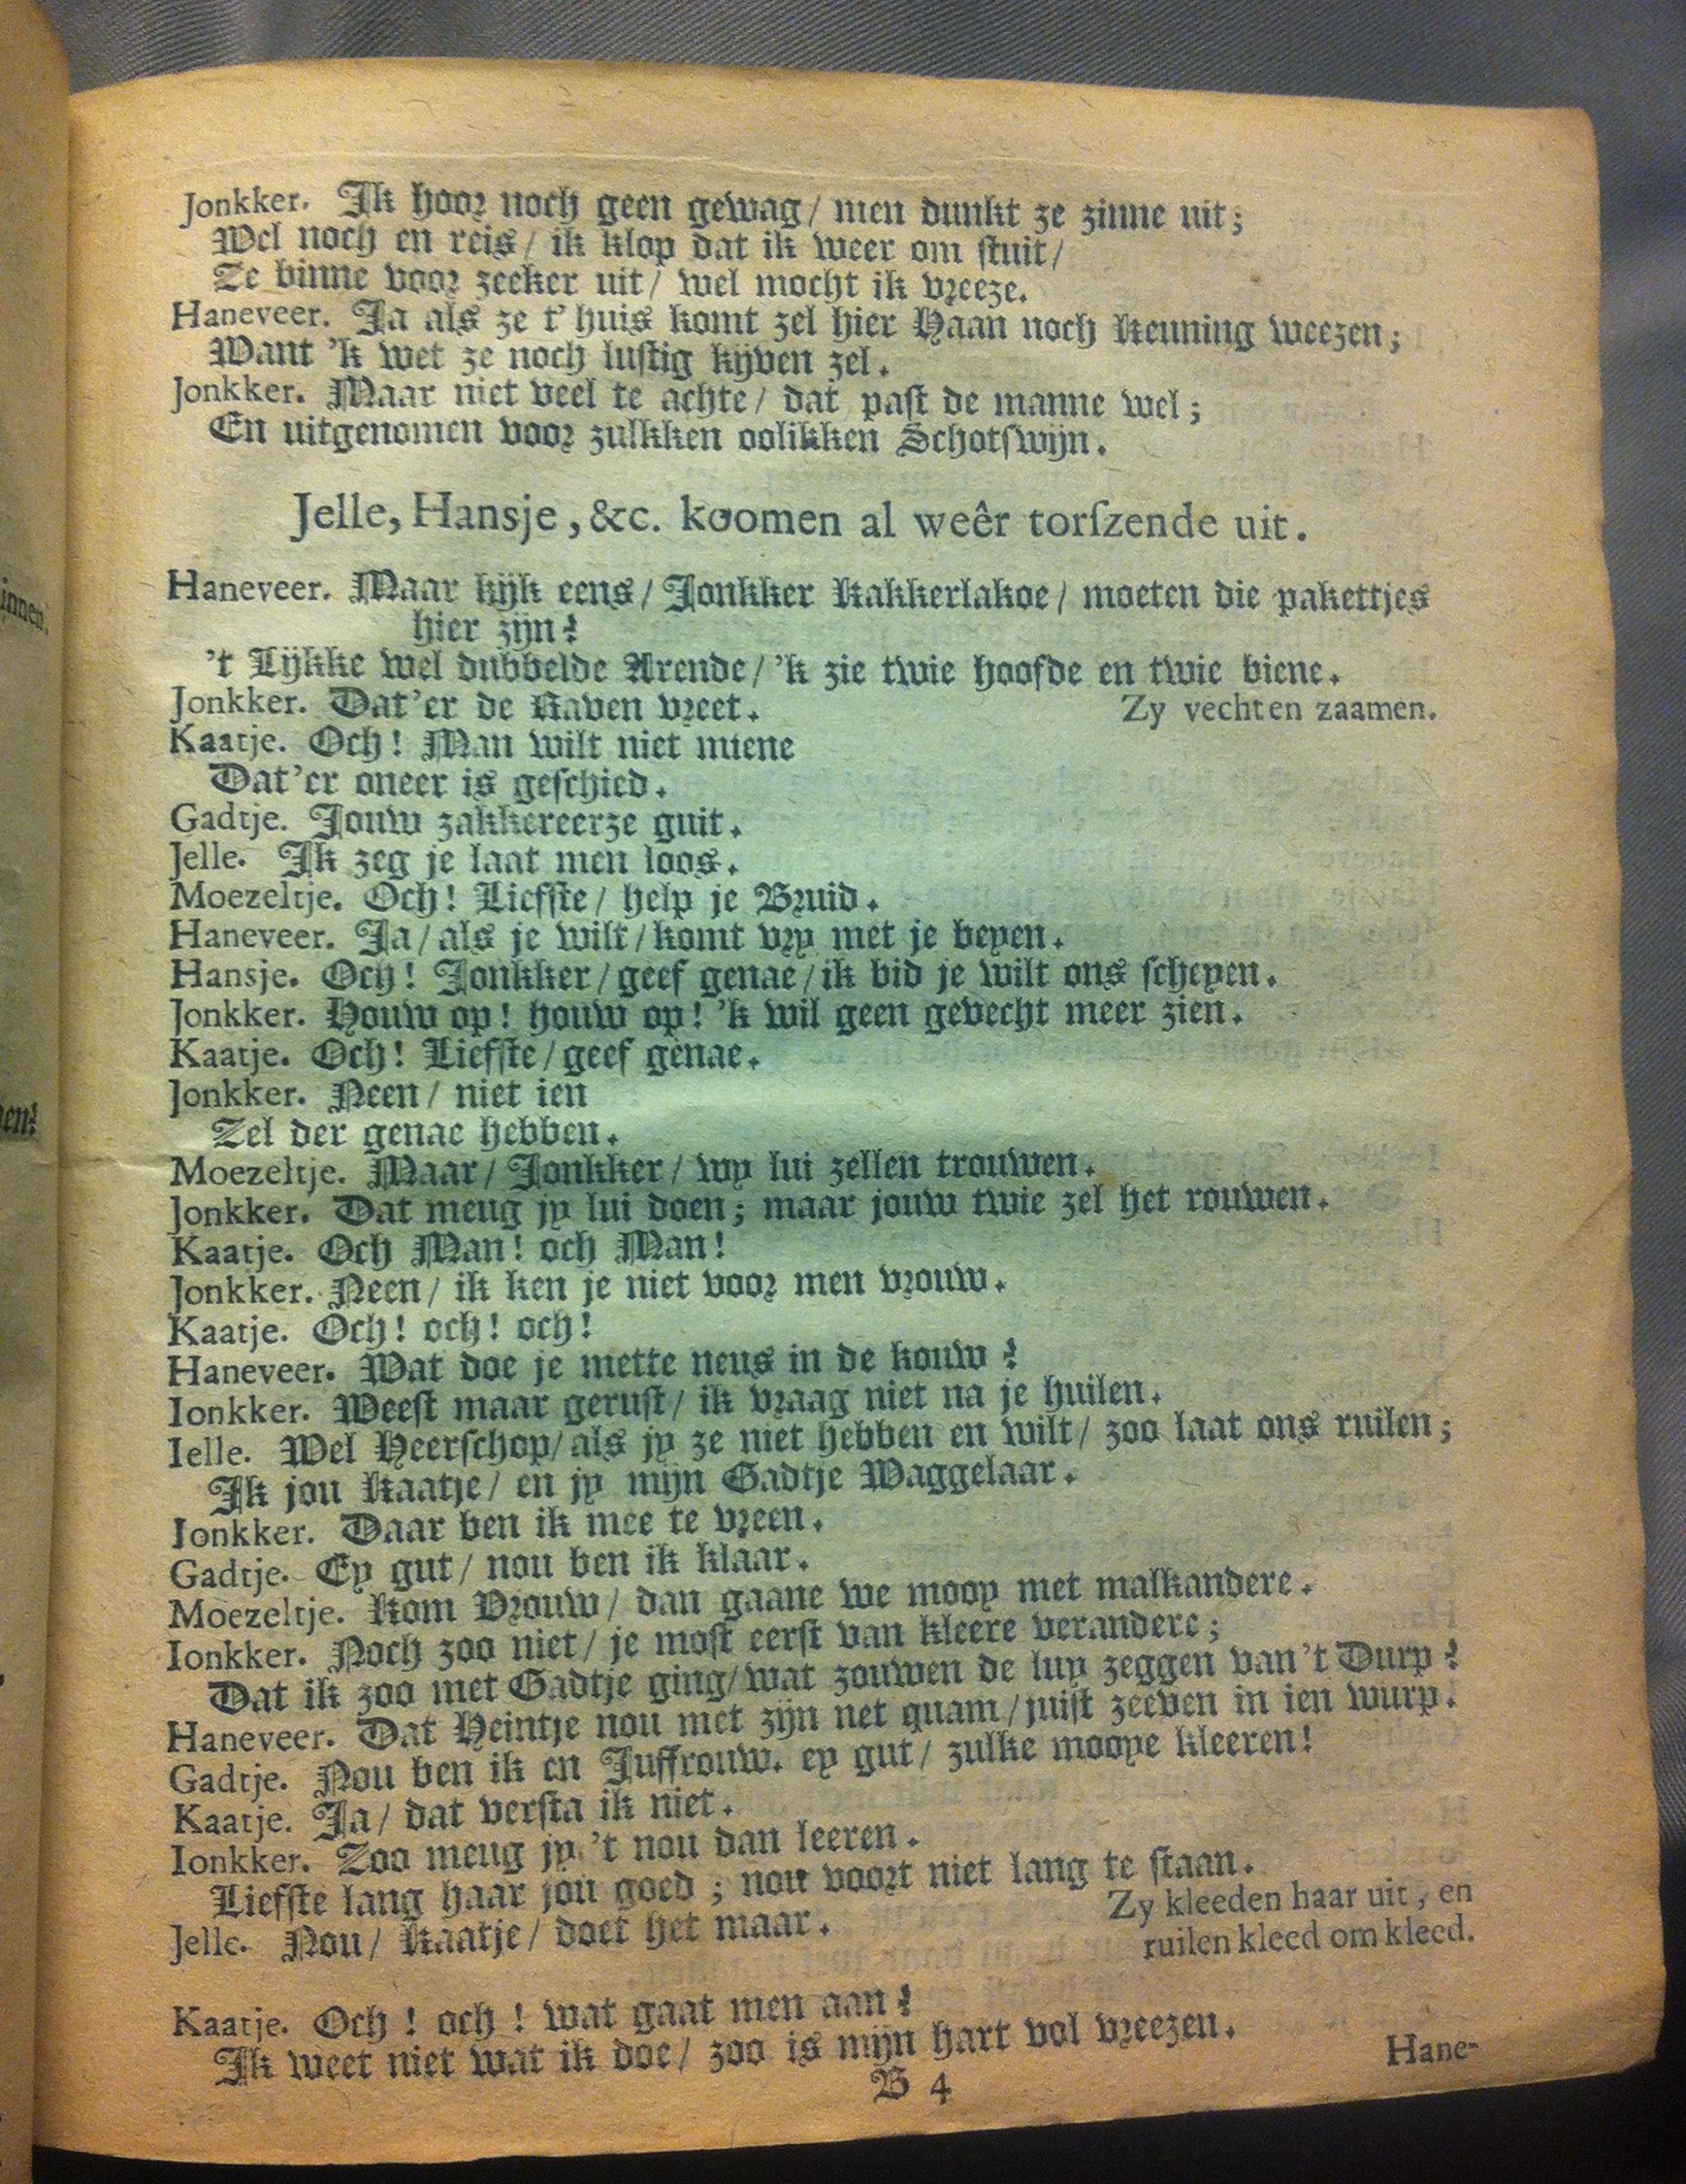 Jonkker. Ik hoor noch geen gewag / men dunkt ze zinne uit;
Wel noch en reis / ik klop dat ik weer om stuit /
Ze binne voor zeeker uit / wel mocht ik vreeze.
Haneveer. Ja als ze t'huis komt zel hier Haan noch Keuning weezen;
Want 'k wet ze noch lustig kijven zel.
Jonkker. Maar niet veel te achte / dat past de manne wel;
En uitgenomen voor zulkken oolikken Schotswijn.
Jelle, Hansje, &c. koomen al weêr torszende uit.
Haneveer. Maar kijk eens / Jonkker Kakkerlakoe / moeten die pakettjes
hier zijn?
't Lijkke wel dubbelde Arende / 'k zie twie hoofde en twie biene.
Jonkker. Dat'er de Raven vreet. Zy vechten zaamen.
Kaatje. Och! Man wilt niet miene
Dat'er oneer is geschied.
Gadtje. Jouw zakkereerze guit.
Jelle. Ik zeg je laat men loos.
Moezeltje. Och! Liefste / help je Bruid.
Haneveer. Ja / als je wilt / komt vry met je beyen.
Hansje. Och! Jonkker / geef genae / ik bid je wilt ons scheyen.
Jonkker. Houw op! houw op! 'k wil geen gevecht meer zien.
Kaatje. Och! Liefste / geef genae.
Jonkker. Neen / niet ien
Zel der genae hebben.
Moezeltje. Maar / Jonkker / wy lui zellen trouwen.
Jonkker. Dat meug jy lui doen; maar jouw twie zel het rouwen.
Kaatje. Och Man! och Man!
Jonkker. Neen / ik ken je niet voor men vrouw.
Kaatje. Och! och! och!
Haneveer. Wat doe je mette neus in de kouw?
Ionkker. Weest maar gerust / ik vraag niet na je huilen.
Ielle. Wel Heerschop / als jy ze niet hebben en wilt / zoo laat ons ruilen;
Ik jou Kaatje / en jy mijn Gadtje Waggelaar.
Ionkker. Daar ben ik mee te vreen.
Gadtje. Ey gut / nou ben ik klaar.
Moezeltje. Kom Vrouw / dan gaane we mooy met malkandere.
Ionkker. Noch zoo niet / je most eerst van kleere verandere;
Dat ik zoo met Gadtje ging / wat zouwen de luy zeggen van't Durp?
Haneveer. Dat Heintje nou met zijn net quam / juist zeeven in ien wurp.
Gadtje. Nou ben ik en Juffrouw. ey gut / zulke mooye kleeren!
Kaatje. Ja / dat versta ik niet.
Ionkker. Zoo meug jy 't nou dan leeren.
Liefste lang haar jou goed; nou voort niet lang te staan.
Zy kleeden haar uit, en
Jelle. Nou / Kaatje / doet het maar. ruilen kleed om kleed.
Kaatje. Och! och! wat gaat men aan?
Ik weet niet wat ik doe / zoo is mijn hart vol vreezen.
B 4 Hane-